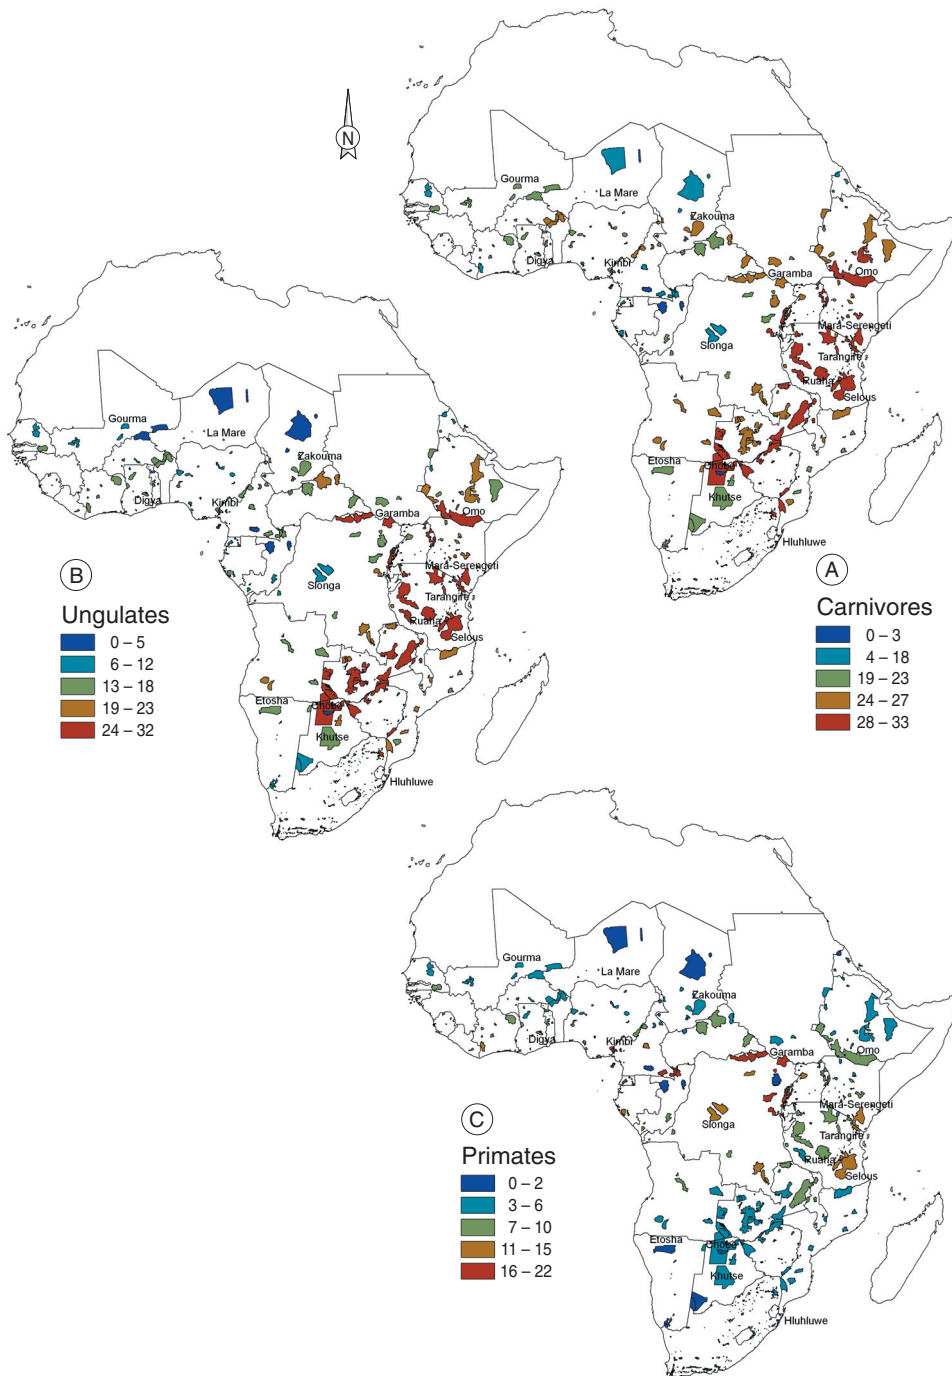 N
Gourma
La Mare
Zakouma
Digya
Kimbi
Garamba
Omo
Slonga
Mara-Serengeti
Tarangire
Ruaha
Selous
Etosha
Chobe
Khutse
Hluhluwe
A
Carnivores
0 – 3
4 – 18
19 – 23
24 – 27
28 – 33
Gourma
La Mare
Zakouma
Digya
Kimbi
Garamba
Omo
Slonga
Mara-Serengeti
Tarangire
Ruaha
Selous
Etosha
Chobe
Khutse
Hluhluwe
B
Ungulates
0 – 5
6 – 12
13 – 18
19 – 23
24 – 32
Gourma
La Mare
Zakouma
Digya
Kimbi
Garamba
Omo
Slonga
Mara-Serengeti
Tarangire
Ruaha
Selous
Etosha
Chobe
Khutse
Hluhluwe
C
Primates
0 – 2
3 – 6
7 – 10
11 – 15
16 – 22